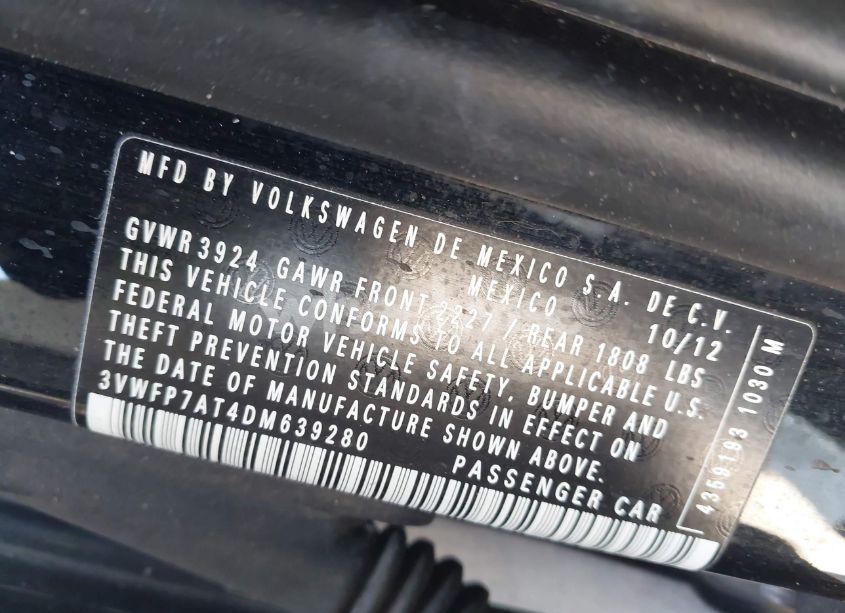 MFD BY VOLKSWAGEN DE MEXICO S.A. DE C.V.
MEXICO 10/12
GVWR 3924 GAWR FRONT 2227 / REAR 1808 LBS
THIS VEHICLE CONFORMS TO ALL APPLICABLE U.S.
FEDERAL MOTOR VEHICLE SAFETY, BUMPER AND
THEFT PREVENTION STANDARDS IN EFFECT ON
THE DATE OF MANUFACTURE SHOWN ABOVE.
3VWFP7AT4DM639280 PASSENGER CAR
4359193 1030 M